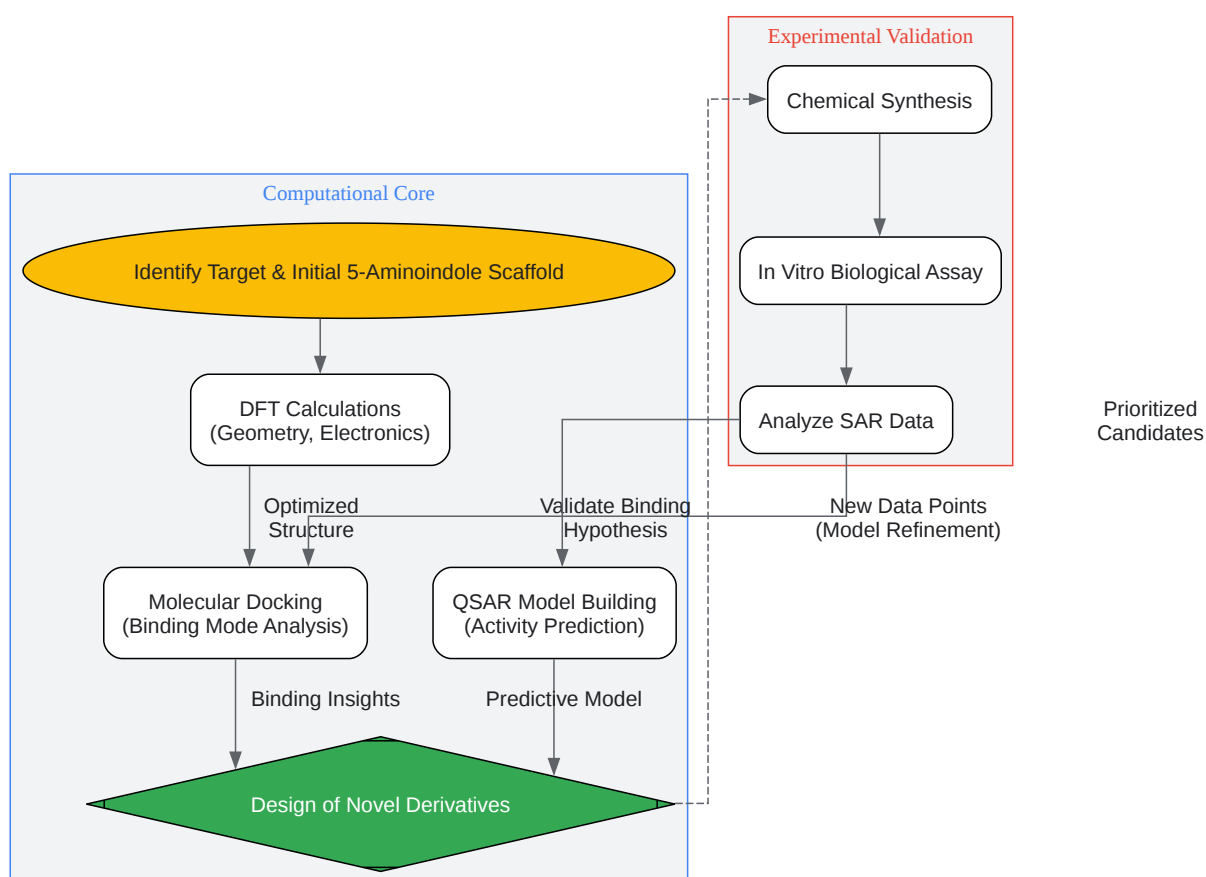 Experimental Validation
Chemical Synthesis
Computational Core
Identify Target & Initial 5-Aminoindole Scaffold
In Vitro Biological Assay
DFT Calculations
(Geometry, Electronics)
Analyze SAR Data
Prioritized
Candidates
Optimized
Structure
Validate Binding
Hypothesis
New Data Points
(Model Refinement)
Molecular Docking
(Binding Mode Analysis)
QSAR Model Building
(Activity Prediction)
Binding Insights
Predictive Model
Design of Novel Derivatives